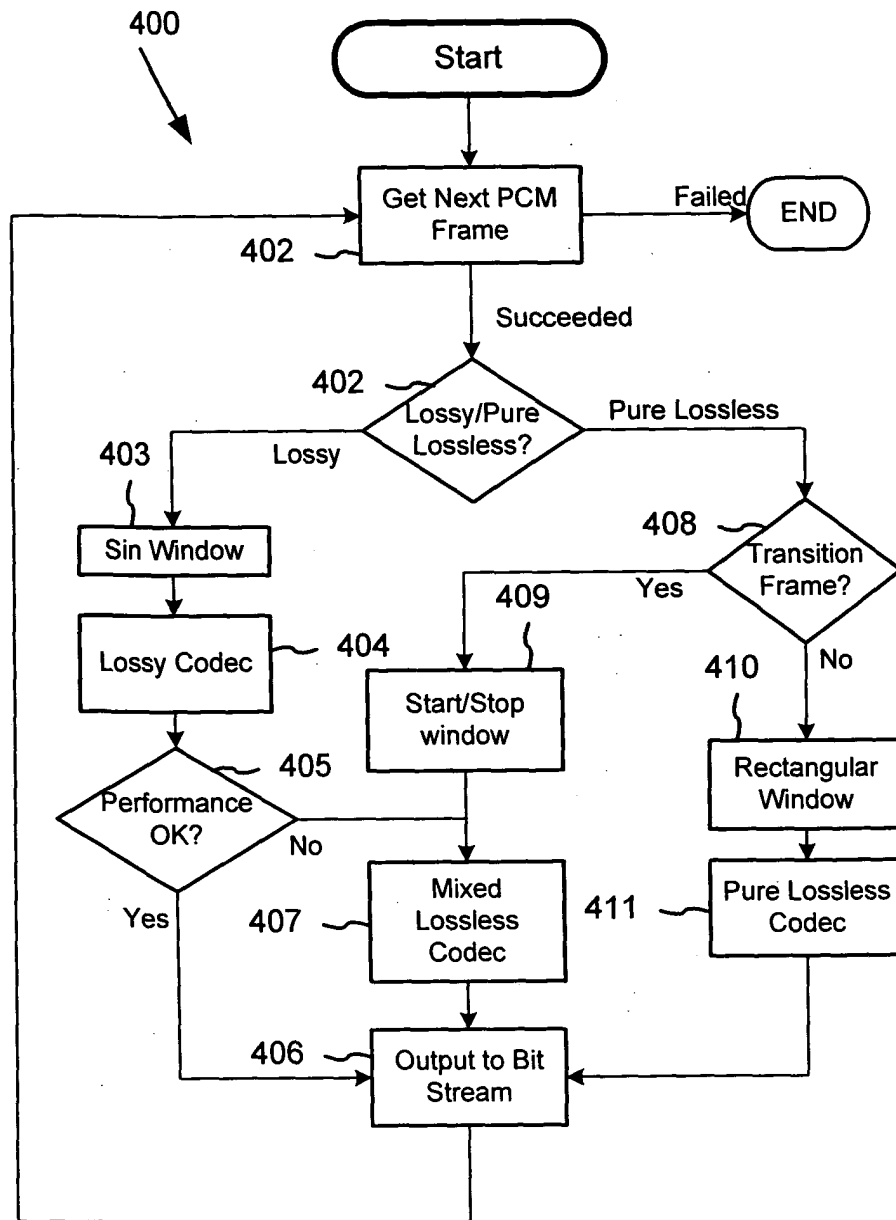 400
Start
Get Next PCM
Frame
402
Failed
END
Succeeded
402
Lossy/Pure
Lossless?
Lossy
Pure Lossless
403
Sin Window
408
Transition
Frame?
Yes
No
404
Lossy Codec
409
Start/Stop
window
410
Rectangular
Window
405
Performance
OK?
No
Yes
407
Mixed
Lossless
Codec
411
Pure Lossless
Codec
406
Output to Bit
Stream